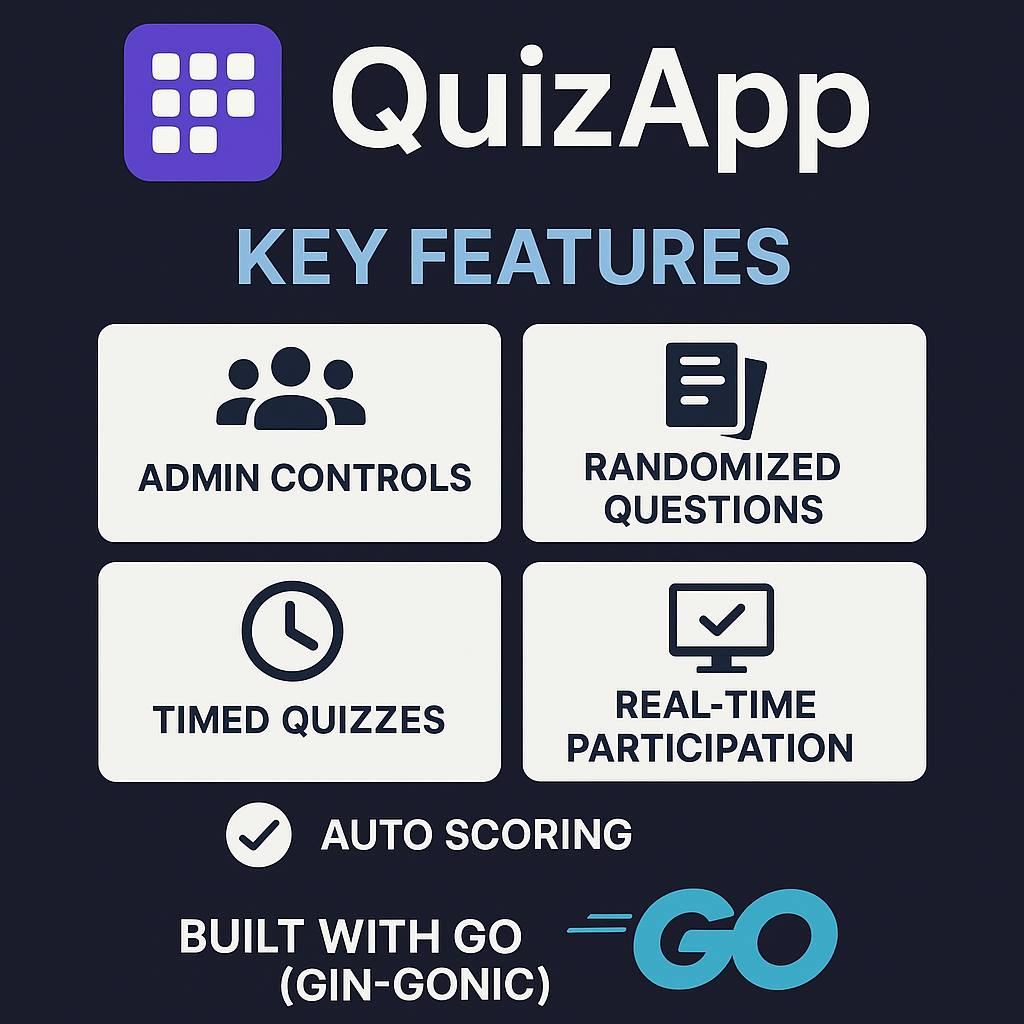 QuizApp
KEY FEATURES
ADMIN CONTROLS
RANDOMIZED
QUESTIONS
TIMED QUIZZES
REAL-TIME
PARTICIPATION
AUTO SCORING
BUILT WITH GO
(GIN-GONIC)
GO